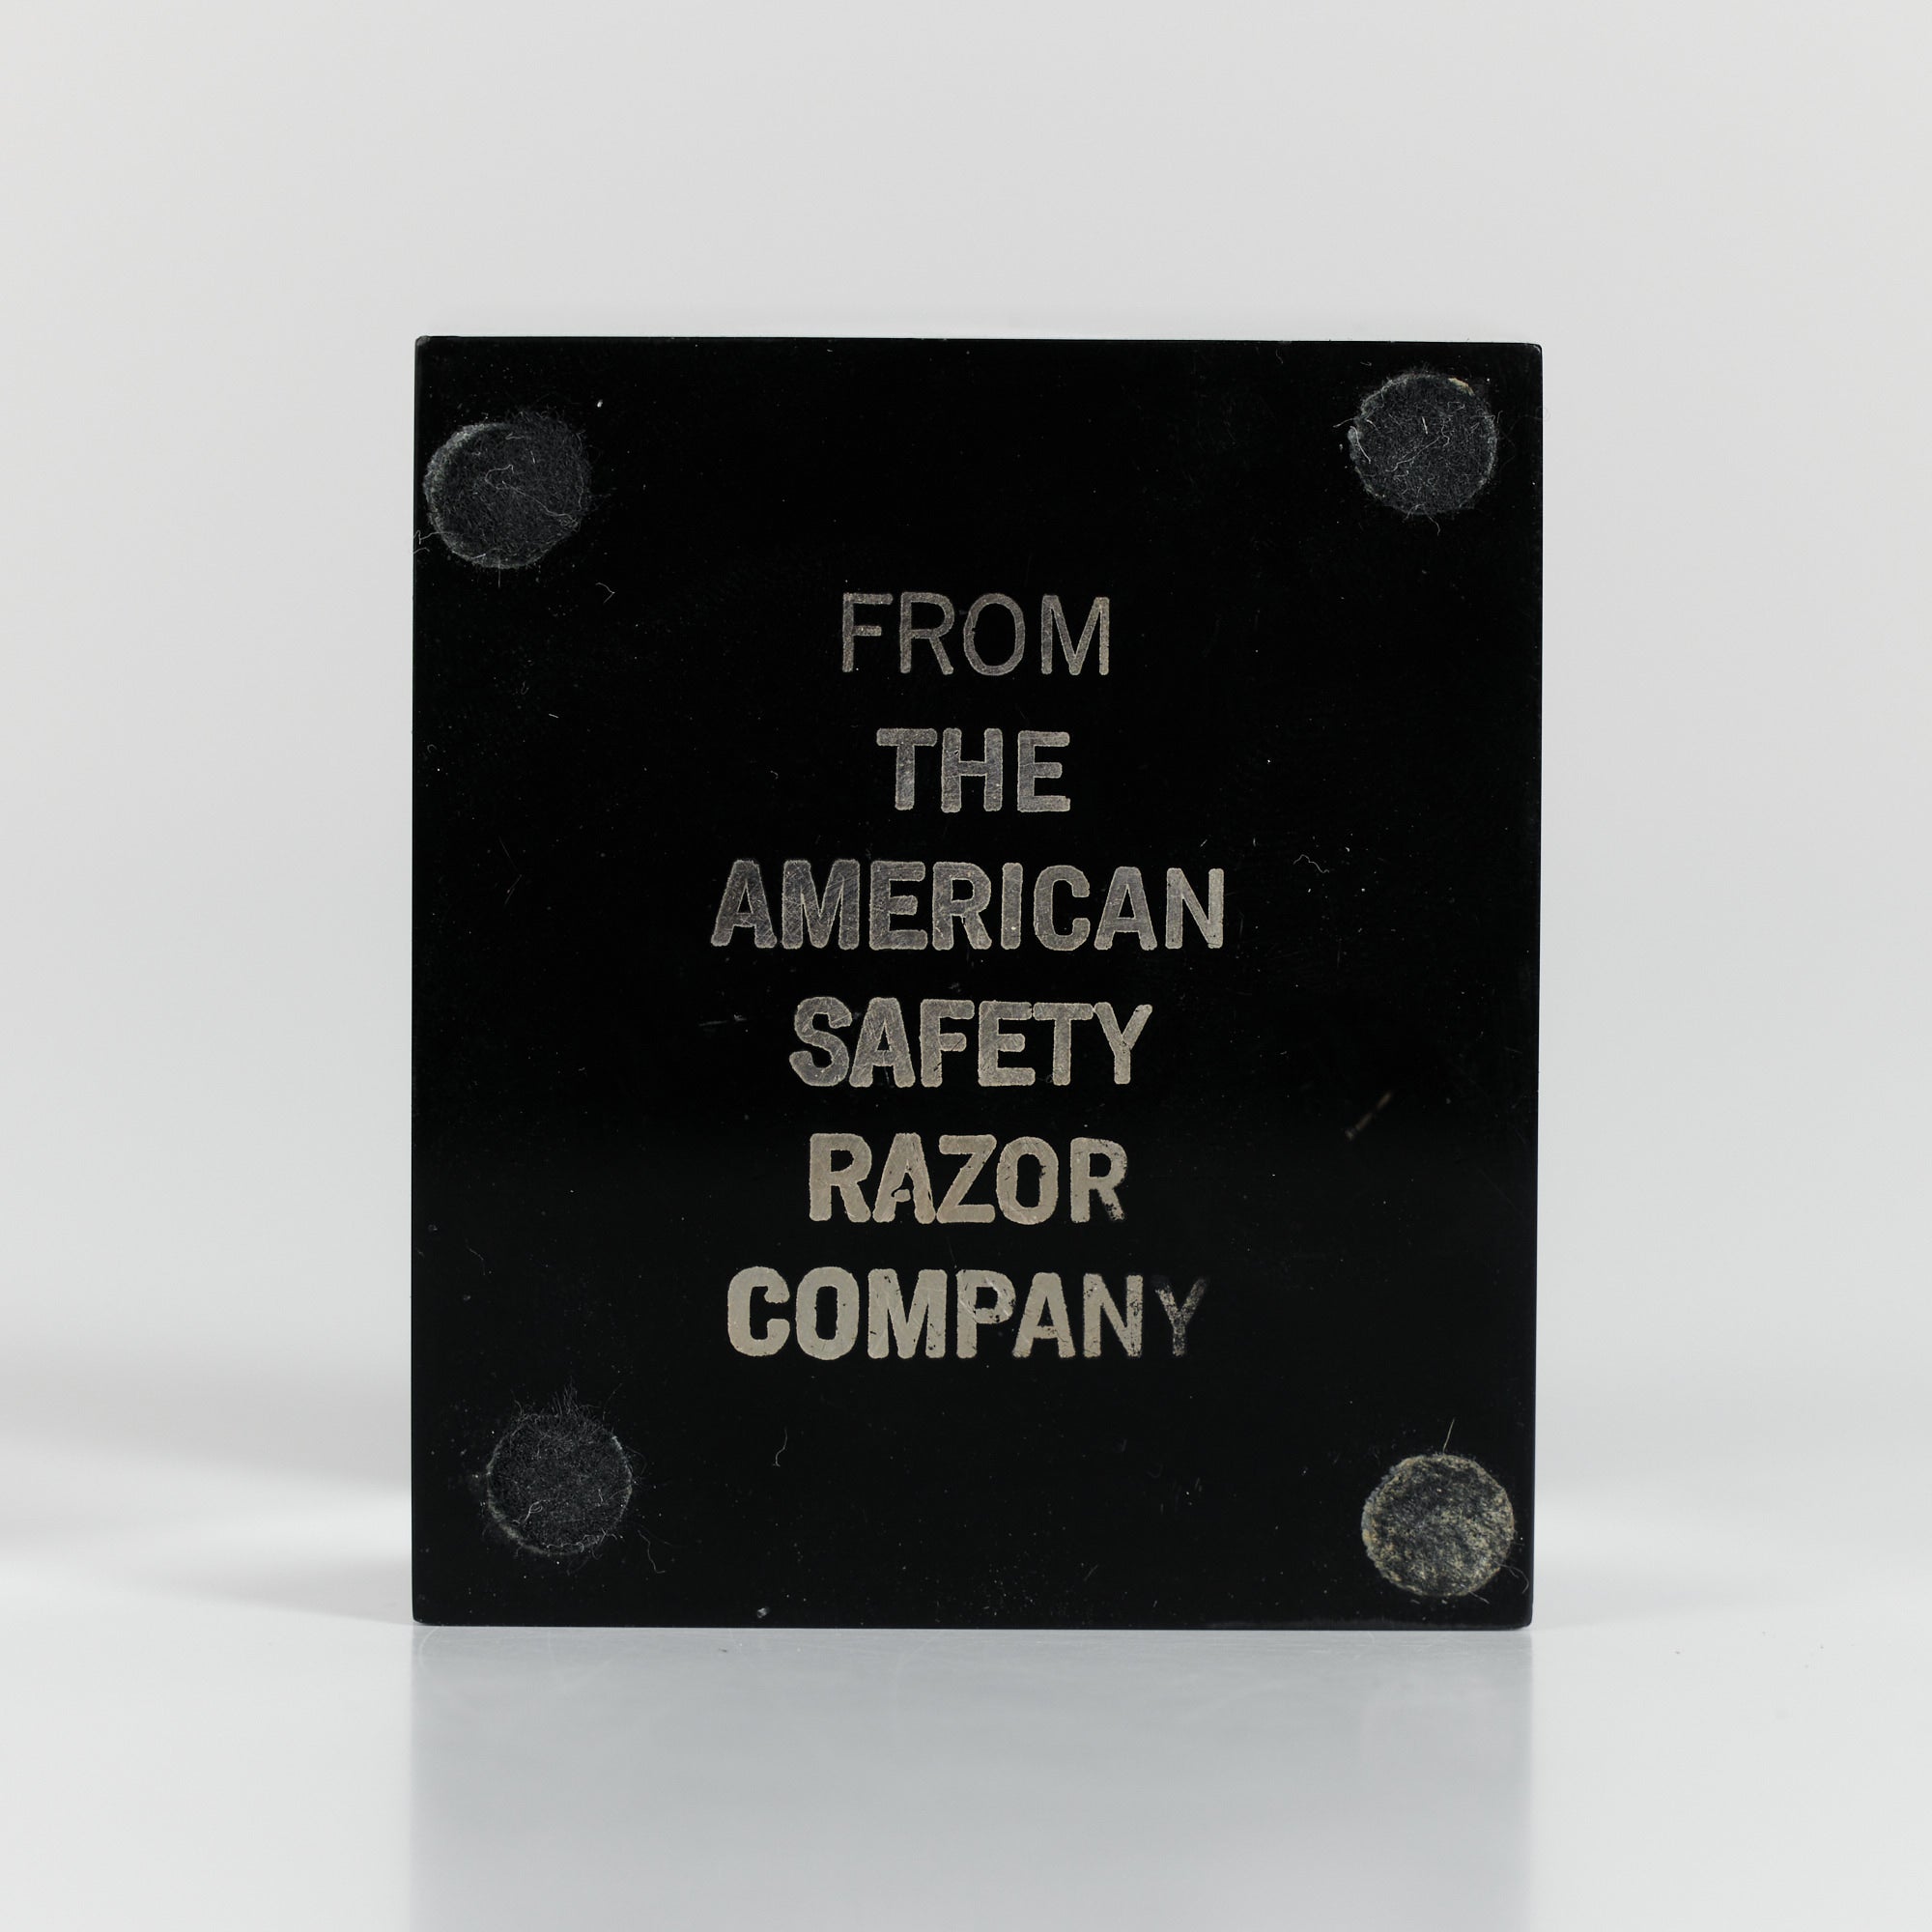 FROM
THE
AMERICAN
SAFETY
RAZOR
COMPANY